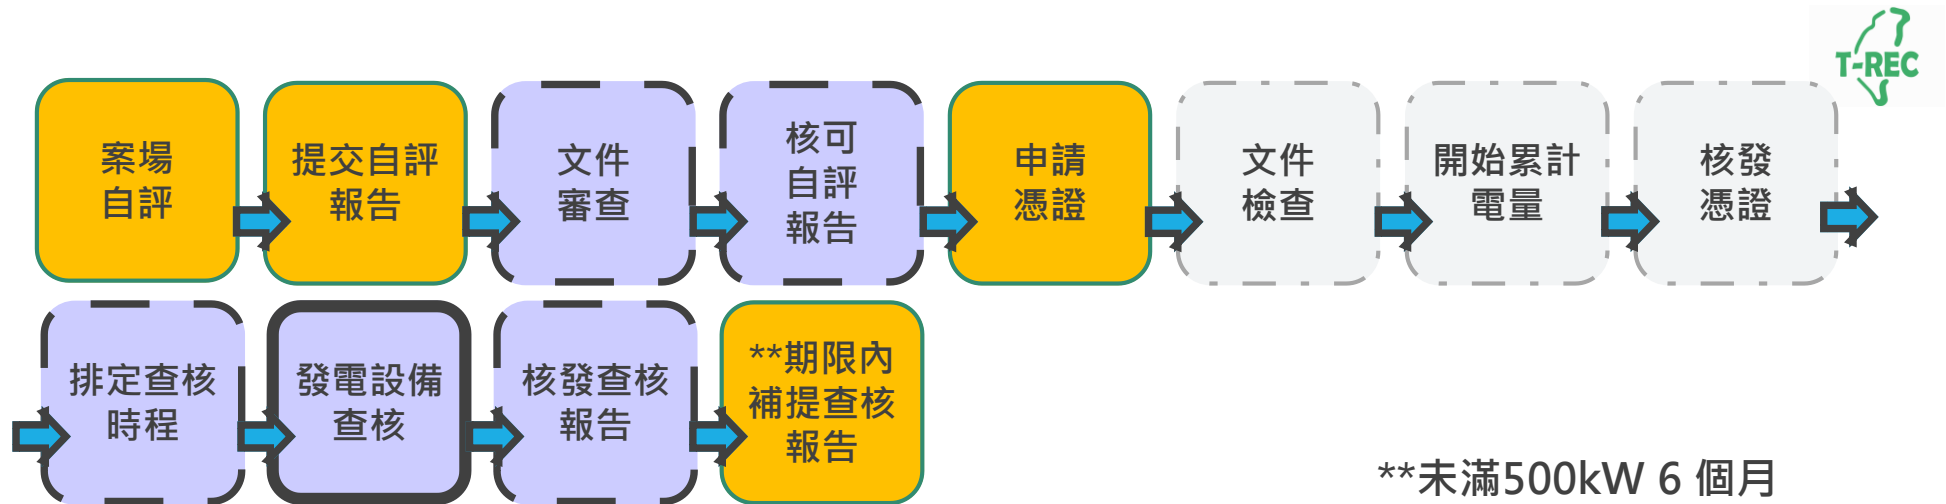 T-REC
案場
自評
提交自評
報告
文件
審查
核可
自評
報告
申請
憑證
文件
檢查
開始累計
電量
核發
憑證
排定查核
時程
發電設備
查核
核發查核
報告
**期限內
補提查核
報告
**未滿500kW 6 個月